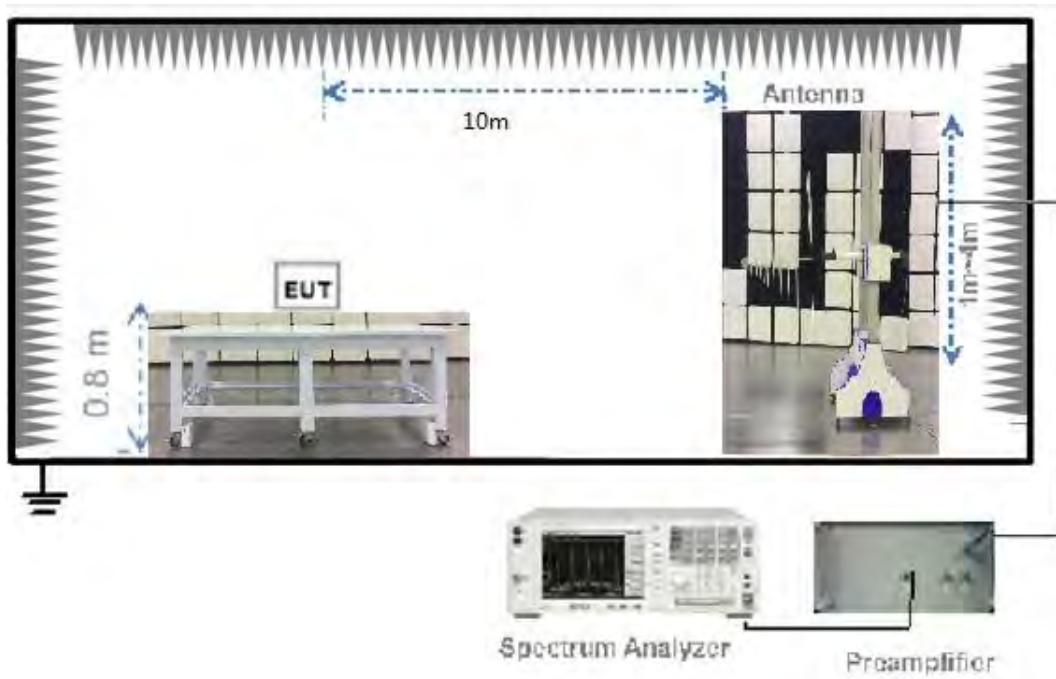 Antenna
10m
1m~4m
EUT
0.8 m
Spectrum Analyzer
Preamplifier